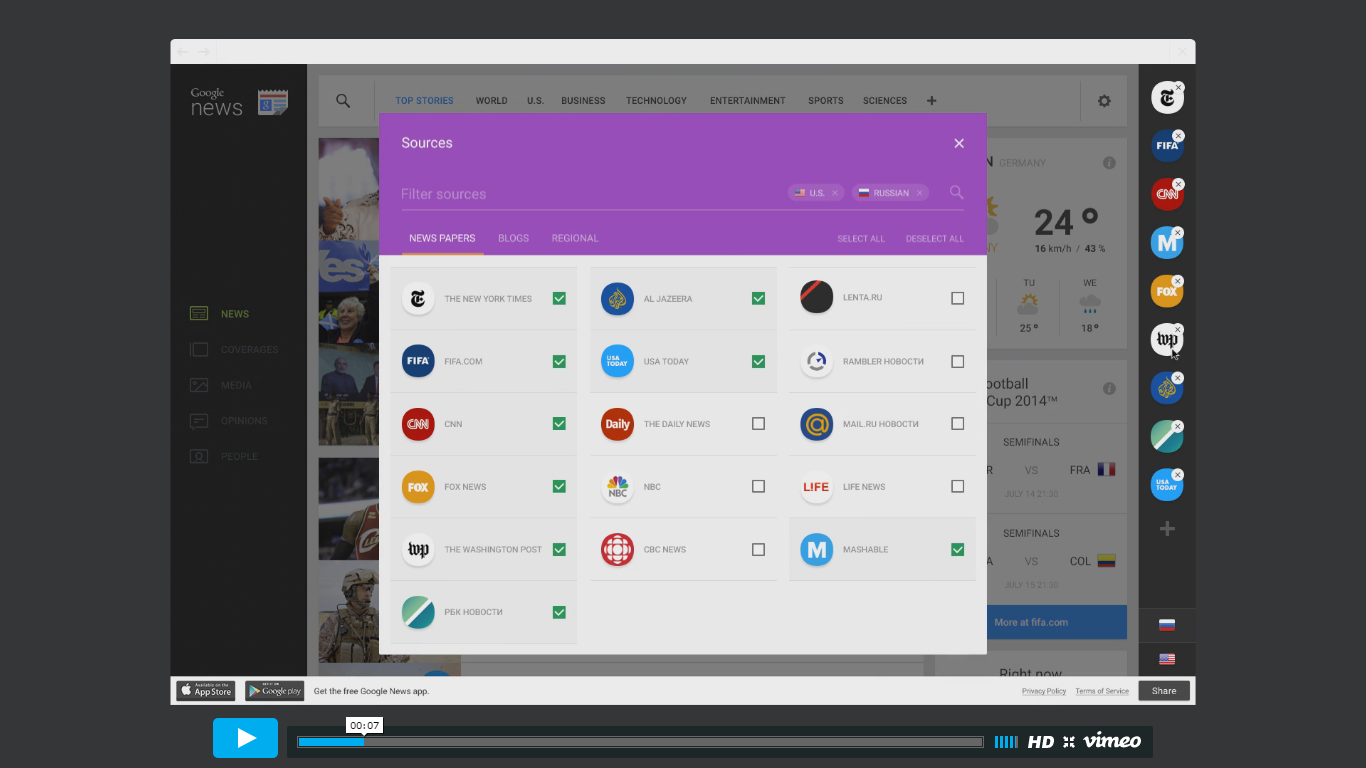 Google
news
TOP STORIES WORLD U.S. BUSINESS TECHNOLOGY ENTERTAINMENT SPORTS SCIENCES +
NEWS
COVERAGES
MEDIA
OPINIONS
PEOPLE
Sources
Filter sources
U.S. RUSSIAN
NEWS PAPERS BLOGS REGIONAL SELECT ALL DESELECT ALL
THE NEW YORK TIMES AL JAZEERA LENTA.RU
FIFA FIFA.COM USA TODAY USA TODAY RAMBLER НОВОСТИ
CNN CNN Daily THE DAILY NEWS @ MAIL.RU НОВОСТИ
FOX FOX NEWS NBC NBC LIFE LIFE NEWS
wp THE WASHINGTON POST CBC NEWS M MASHABLE
РБК НОВОСТИ
Yes
N GERMANY
24°
16 km/h / 43 %
TU WE
25° 18°
ootball
Cup 2014™
SEMIFINALS
R VS FRA
JULY 14 21:30
SEMIFINALS
A VS COL
JULY 15 21:30
More at fifa.com
Right now
FIFA
CNN
M
FOX
wp
USA TODAY
+
Available on the App Store
GET IT ON Google play
Get the free Google News app.
Privacy Policy Terms of Service Share
00:07
HD vimeo